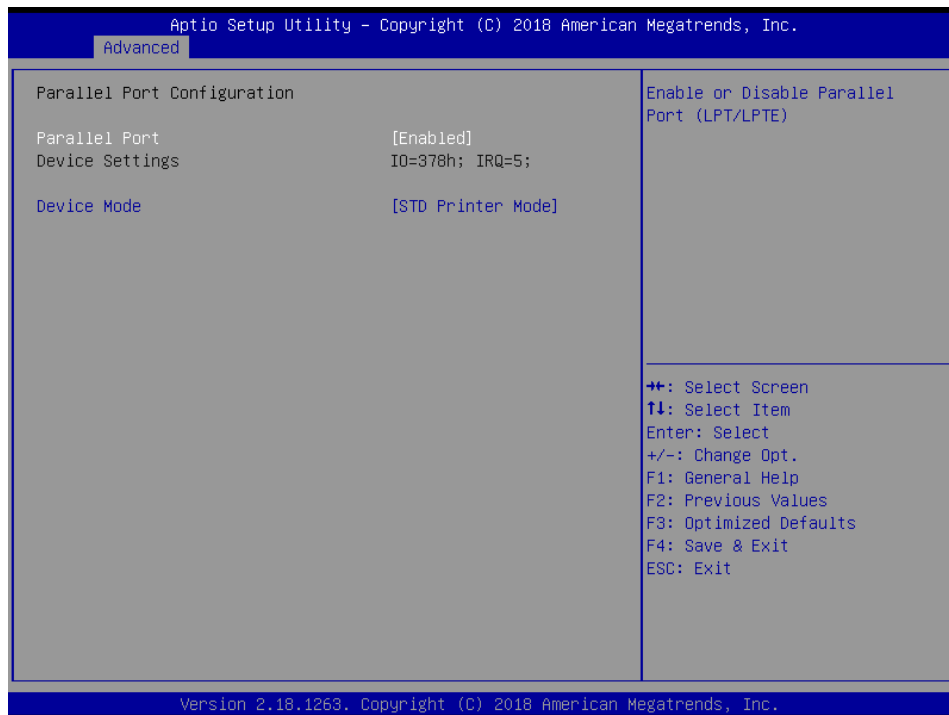 Aptio Setup Utility – Copyright (C) 2018 American Megatrends, Inc.
Advanced
Parallel Port Configuration
Parallel Port [Enabled]
Device Settings IO=378h; IRQ=5;
Device Mode [STD Printer Mode]
Enable or Disable Parallel
Port (LPT/LPTE)
→←: Select Screen
↑↓: Select Item
Enter: Select
+/-: Change Opt.
F1: General Help
F2: Previous Values
F3: Optimized Defaults
F4: Save & Exit
ESC: Exit
Version 2.18.1263. Copyright (C) 2018 American Megatrends, Inc.